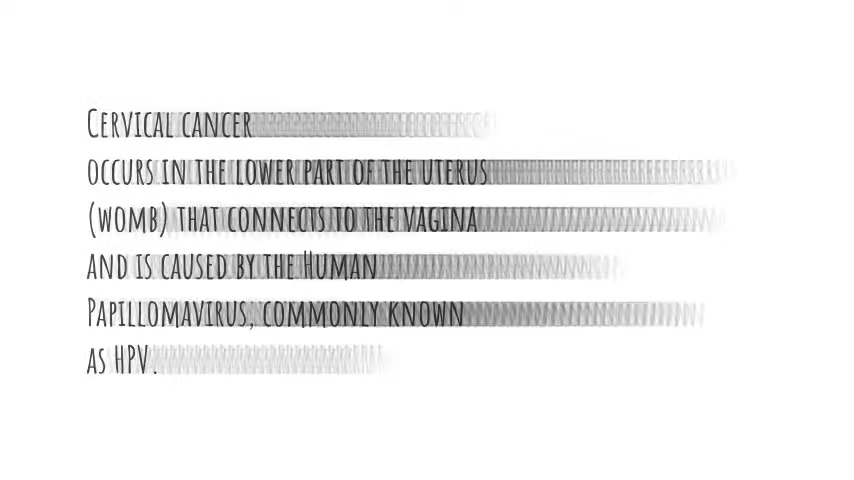 Cervical cancer
occurs in the lower part of the uterus
(womb) that connects to the vagina
and is caused by the Human
Papillomavirus, commonly known
as HPV.